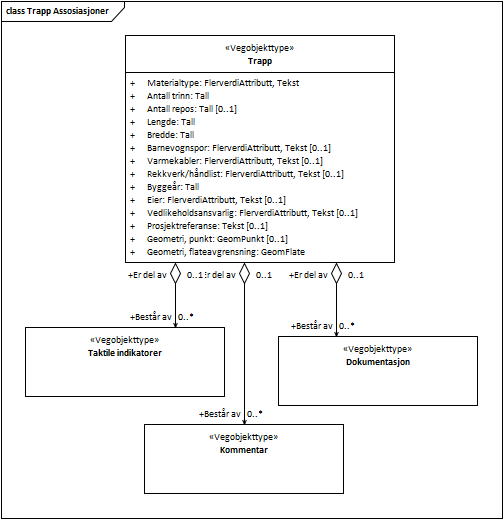 class Trapp Assosiasjoner
«Vegobjekttype»
Trapp
+ Materialtype: FlerverdiAttributt, Tekst
+ Antall trinn: Tall
+ Antall repos: Tall [0..1]
+ Lengde: Tall
+ Bredde: Tall
+ Barnevognspor: FlerverdiAttributt, Tekst [0..1]
+ Varmekabler: FlerverdiAttributt, Tekst [0..1]
+ Rekkverk/håndlist: FlerverdiAttributt, Tekst [0..1]
+ Byggeår: Tall
+ Eier: FlerverdiAttributt, Tekst [0..1]
+ Vedlikeholdsansvarlig: FlerverdiAttributt, Tekst [0..1]
+ Prosjektreferanse: Tekst [0..1]
+ Geometri, punkt: GeomPunkt [0..1]
+ Geometri, flateavgrensning: GeomFlate
+Er del av 0..1 Er del av 0..1 +Er del av 0..1
+Består av 0..*
«Vegobjekttype»
Taktile indikatorer
+Består av 0..*
«Vegobjekttype»
Dokumentasjon
+Består av 0..*
«Vegobjekttype»
Kommentar